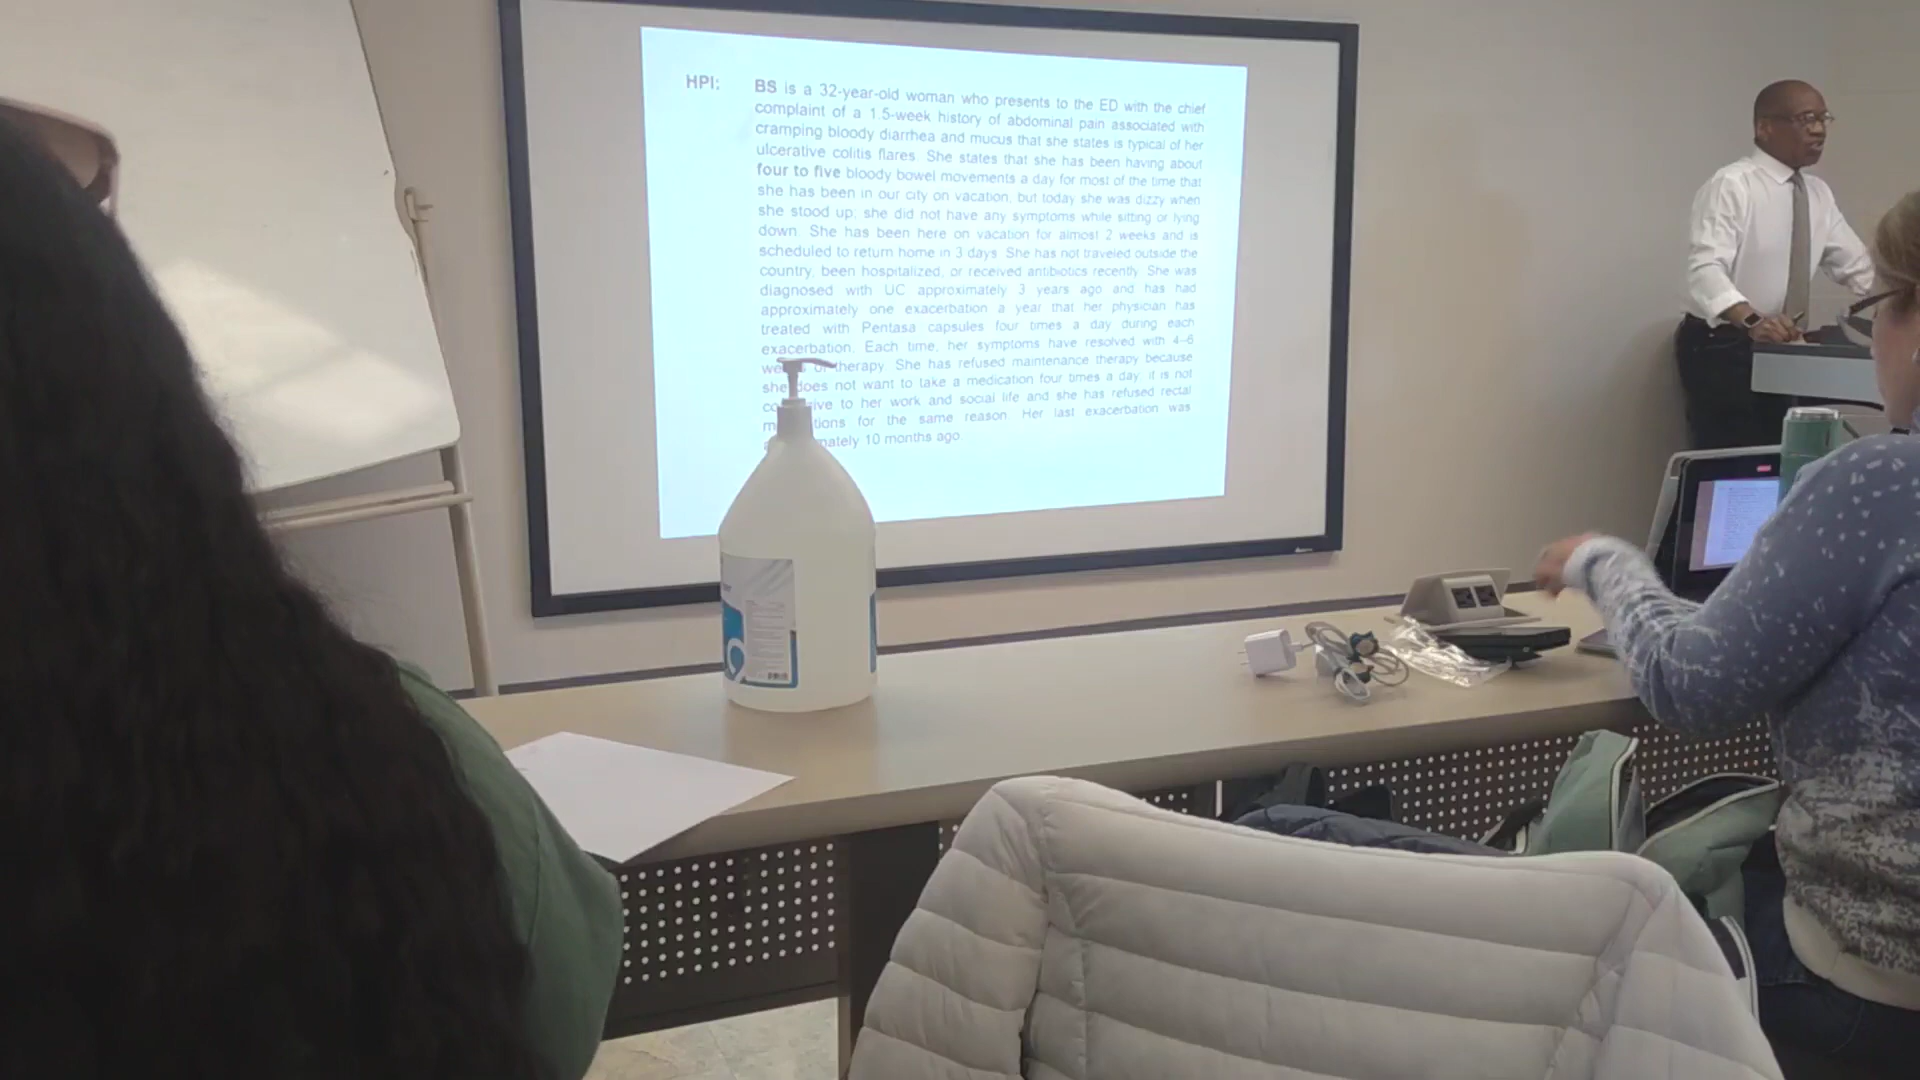 HPI: BS is a 32-year-old woman who presents to the ED with the chief
complaint of a 1.5-week history of abdominal pain associated with
cramping bloody diarrhea and mucus that she states is typical of her
ulcerative colitis flares. She states that she has been having about
four to five bloody bowel movements a day for most of the time that
she has been in our city on vacation, but today she was dizzy when
she stood up; she did not have any symptoms while sitting or lying
down. She has been here on vacation for almost 2 weeks and is
scheduled to return home in 3 days. She has not traveled outside the
country, been hospitalized, or received antibiotics recently. She was
diagnosed with UC approximately 3 years ago and has had
approximately one exacerbation a year that her physician has
treated with Pentasa capsules four times a day during each
exacerbation. Each time, her symptoms have resolved with 4–6
of therapy. She has refused maintenance therapy because
she does not want to take a medication four times a day; it is not
to her work and social life and she has refused rectal
for the same reason. Her last exacerbation was
10 months ago.